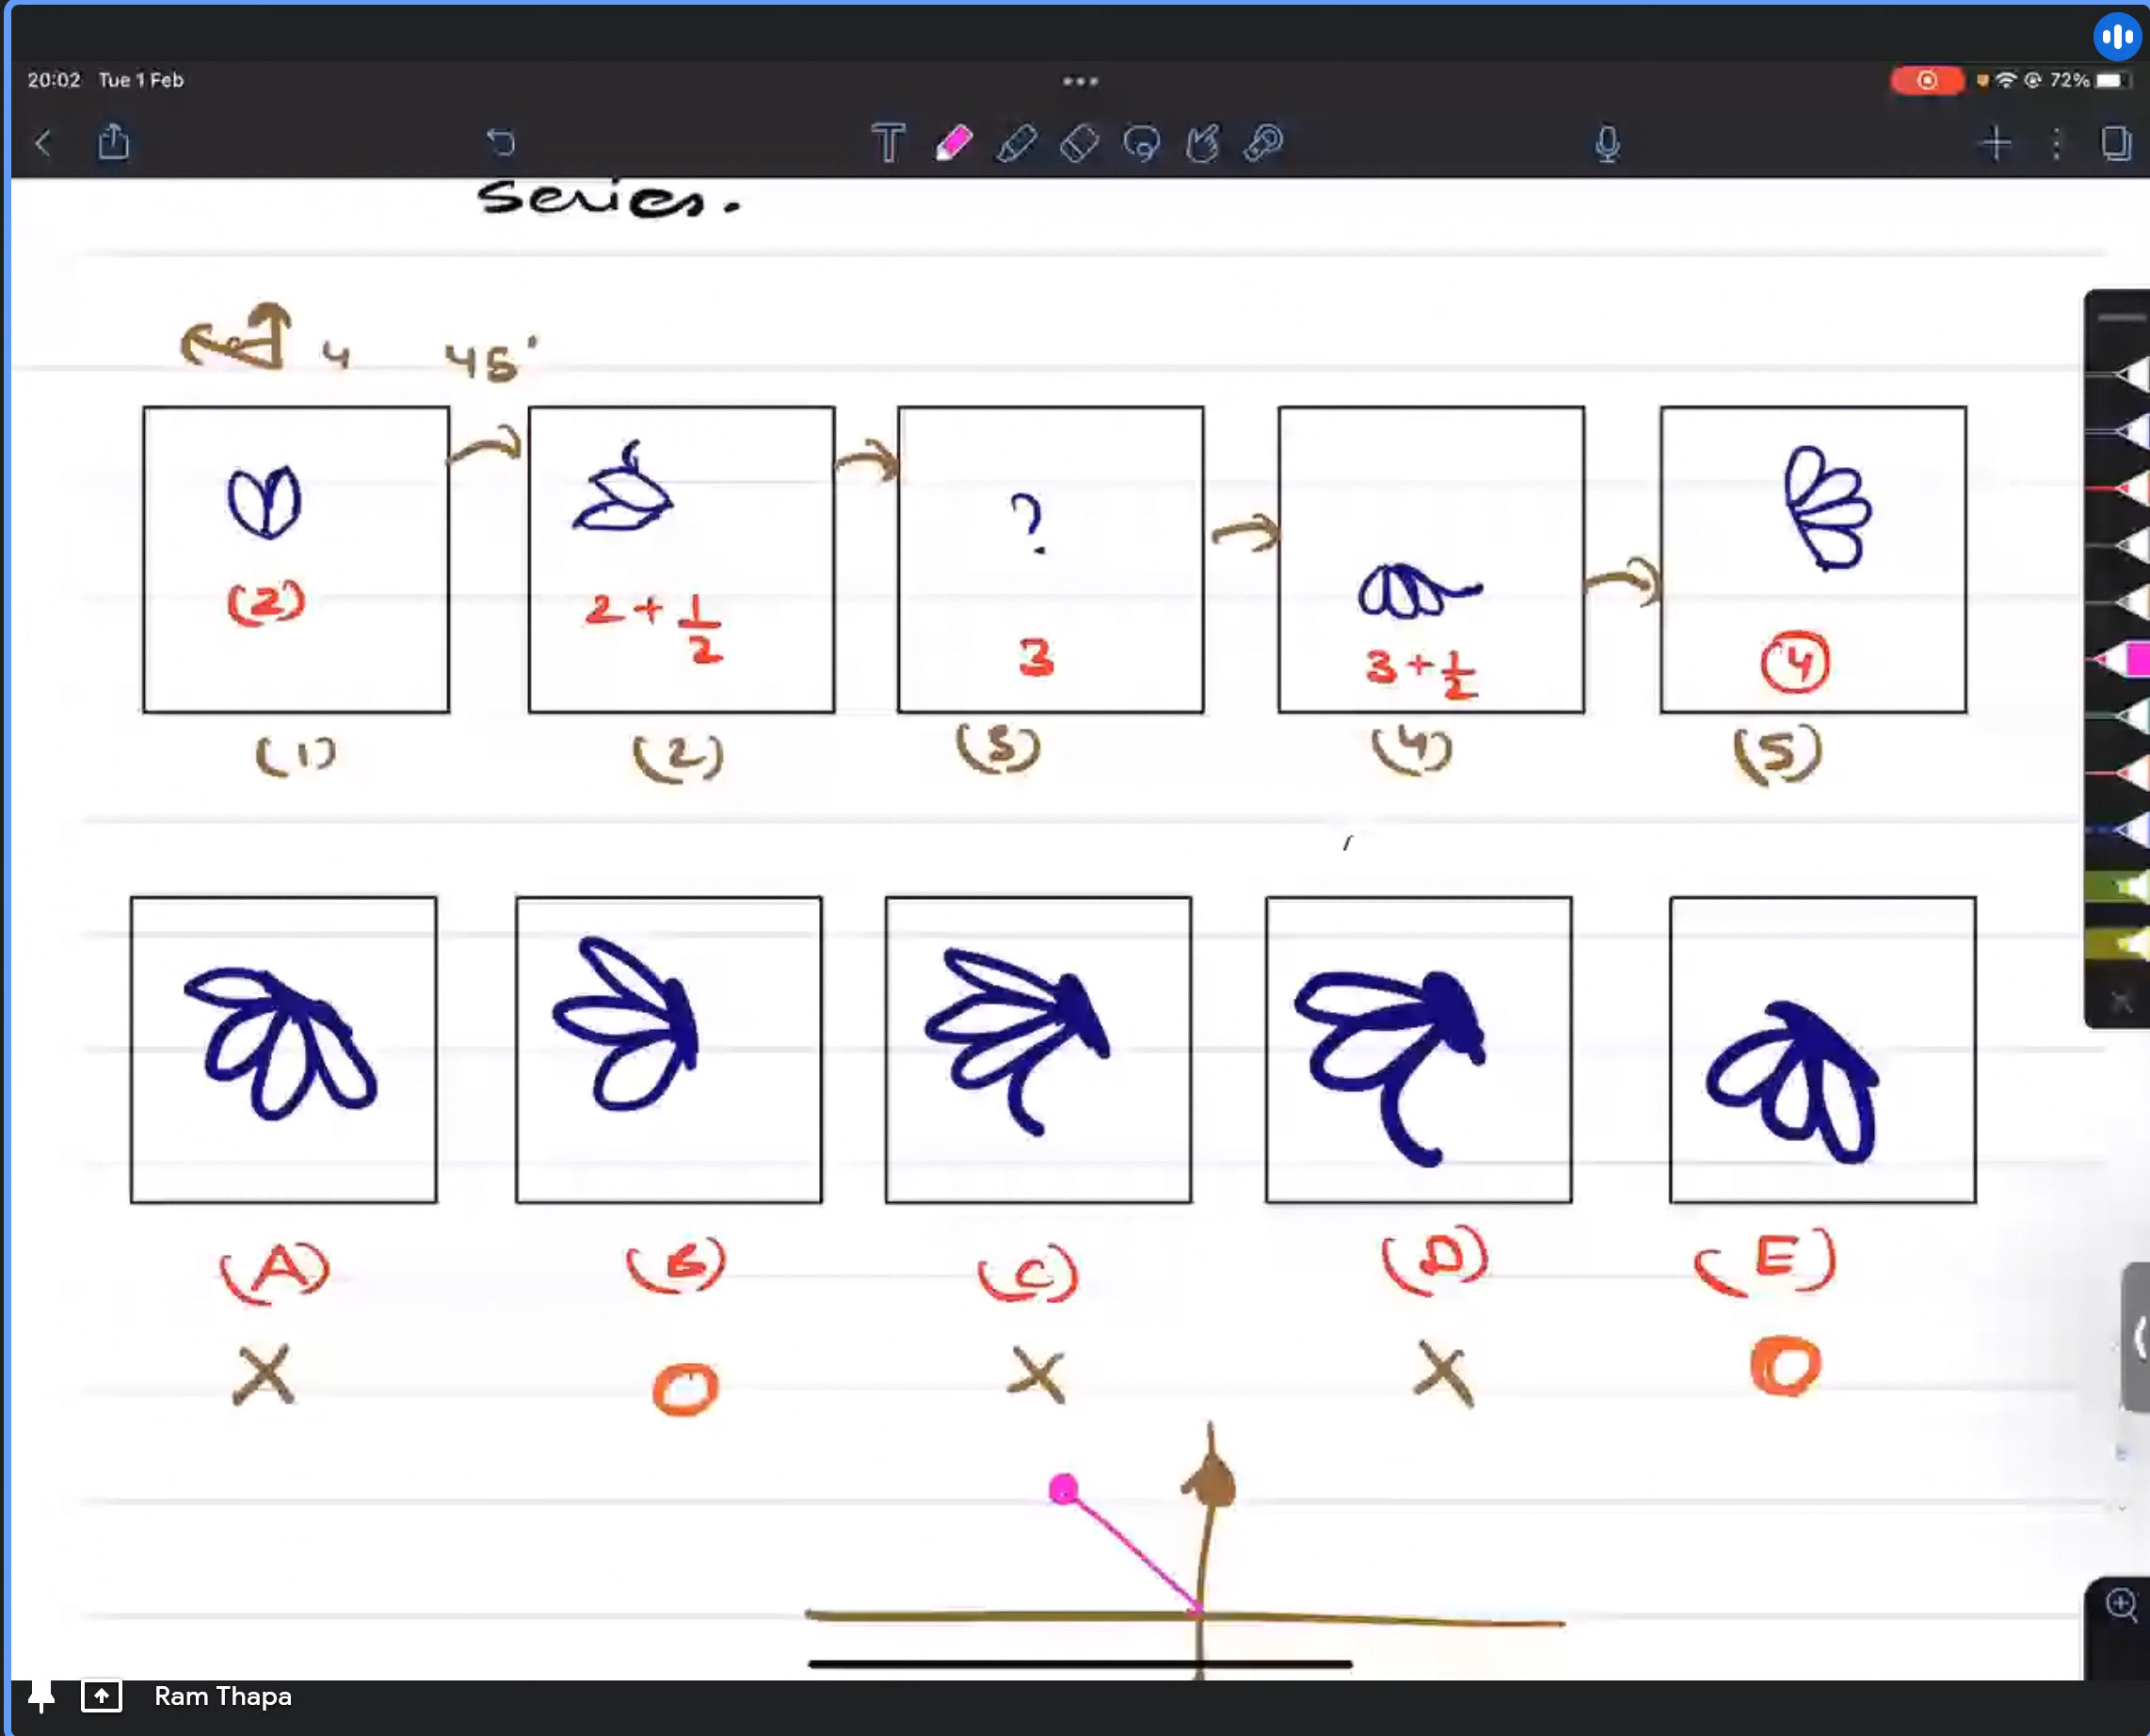 20:02 Tue 1 Feb
72%
series.
4 45°
?
(2)
2 + 1/2
3
3 + 1/2
4
(1) (2) (3) (4) (5)
(A) (B) (C) (D) (E)
X O X X O
Ram Thapa